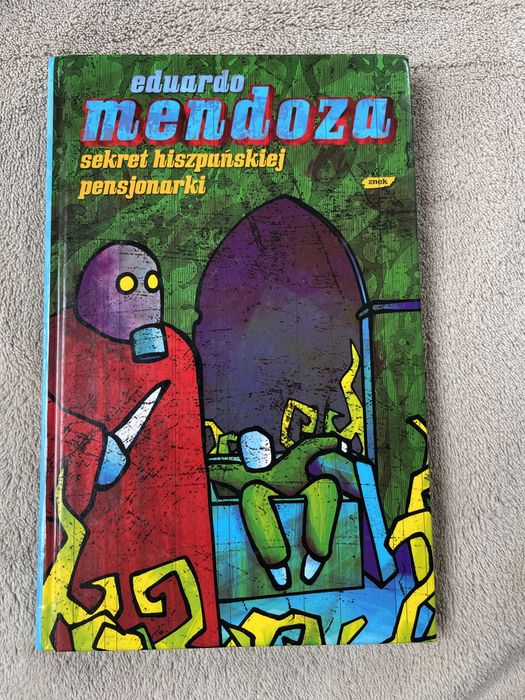 eduardo
mendoza
sekret hiszpańskiej
pensjonarki
znak